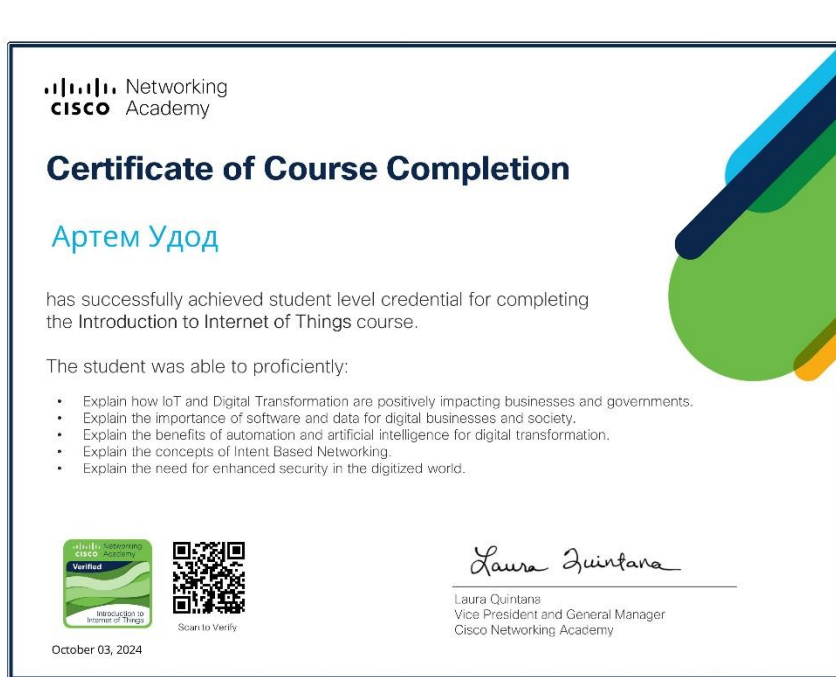 Networking
CISCO Academy
Certificate of Course Completion
Артем Удод
has successfully achieved student level credential for completing
the Introduction to Internet of Things course.
The student was able to proficiently:
• Explain how IoT and Digital Transformation are positively impacting businesses and governments.
• Explain the importance of software and data for digital businesses and society.
• Explain the benefits of automation and artificial intelligence for digital transformation.
• Explain the concepts of Intent Based Networking.
• Explain the need for enhanced security in the digitized world.
Networking
CISCO Academy
Verified
Introduction to
Internet of Things
Scan to Verify
October 03, 2024
Laura Quintana
Laura Quintana
Vice President and General Manager
Cisco Networking Academy